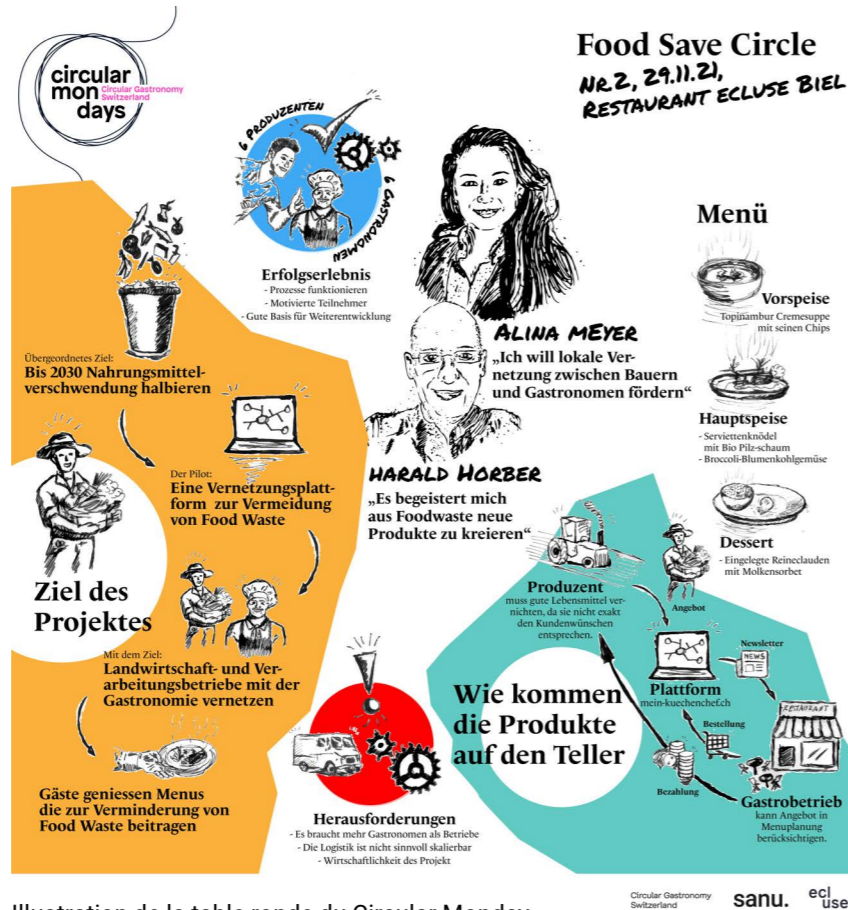 circular
mon
days
Circular Gastronomy
Switzerland
Food Save Circle
Nr.2, 29.11.21,
Restaurant Ecluse Biel
6 Produzenten
6 Gastronomen
Erfolgserlebnis
- Prozesse funktionieren
- Motivierte Teilnehmer
- Gute Basis für Weiterentwicklung
Alina Meyer
„Ich will lokale Ver-
netzung zwischen Bauern
und Gastronomen fördern“
Harald Horber
„Es begeistert mich
aus Foodwaste neue
Produkte zu kreieren“
Menü
Vorspeise
Topinambur Cremesuppe
mit seinen Chips
Hauptspeise
- Serviettenknödel
mit Bio Pilz-schaum
- Broccoli-Blumenkohlgemüse
Dessert
- Eingelegte Reineclauden
mit Molkensorbet
Übergeordnetes Ziel:
Bis 2030 Nahrungsmittel-
verschwendung halbieren
Der Pilot:
Eine Vernetzungsplatt-
form zur Vermeidung
von Food Waste
Ziel des
Projektes
Mit dem Ziel:
Landwirtschaft- und Ver-
arbeitungsbetriebe mit der
Gastronomie vernetzen
Gäste geniessen Menus
die zur Verminderung von
Food Waste beitragen
Herausforderungen
- Es braucht mehr Gastronomen als Betriebe
- Die Logistik ist nicht sinnvoll skalierbar
- Wirtschaftlichkeit des Projekt
Wie kommen
die Produkte
auf den Teller
Produzent
muss gute Lebensmittel ver-
nichten, da sie nicht exakt
den Kundenwünschen
entsprechen.
Angebot
Plattform
mein-kuechenchef.ch
Newsletter
NEWS
Bestellung
RESTAURANT
Bezahlung
Gastrobetrieb
kann Angebot in
Menuplanung
berücksichtigen.
Circular Gastronomy
Switzerland
sanu.
ecl
use